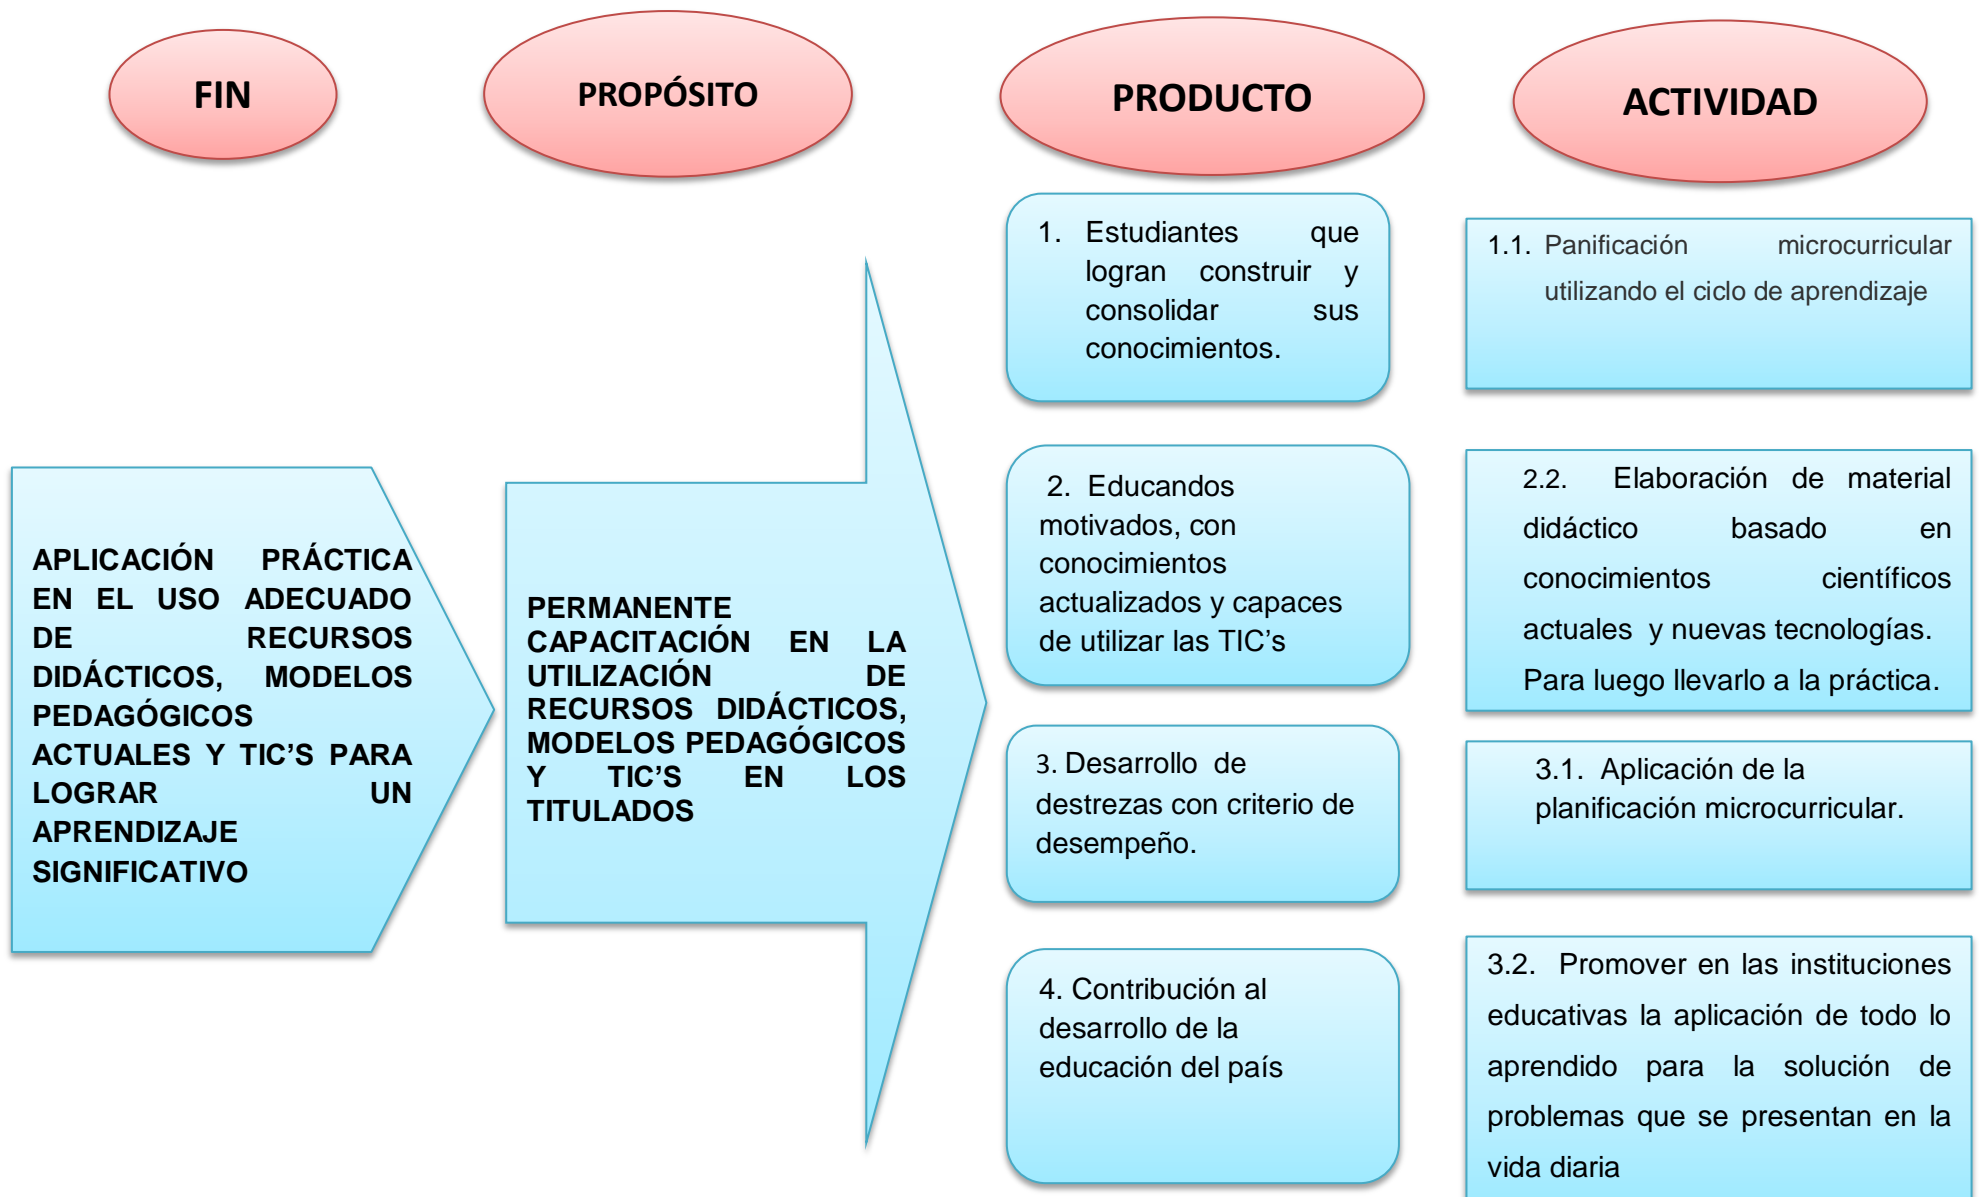 FIN
PROPÓSITO
PRODUCTO
ACTIVIDAD
APLICACIÓN PRÁCTICA
EN EL USO ADECUADO
DE RECURSOS
DIDÁCTICOS, MODELOS
PEDAGÓGICOS
ACTUALES Y TIC’S PARA
LOGRAR UN
APRENDIZAJE
SIGNIFICATIVO
PERMANENTE
CAPACITACIÓN EN LA
UTILIZACIÓN DE
RECURSOS DIDÁCTICOS,
MODELOS PEDAGÓGICOS
Y TIC’S EN LOS
TITULADOS
1. Estudiantes que
logran construir y
consolidar sus
conocimientos.
2. Educandos
motivados, con
conocimientos
actualizados y capaces
de utilizar las TIC’s
3. Desarrollo de
destrezas con criterio de
desempeño.
4. Contribución al
desarrollo de la
educación del país
1.1. Panificación microcurricular
utilizando el ciclo de aprendizaje
2.2. Elaboración de material
didáctico basado en
conocimientos científicos
actuales y nuevas tecnologías.
Para luego llevarlo a la práctica.
3.1. Aplicación de la
planificación microcurricular.
3.2. Promover en las instituciones
educativas la aplicación de todo lo
aprendido para la solución de
problemas que se presentan en la
vida diaria